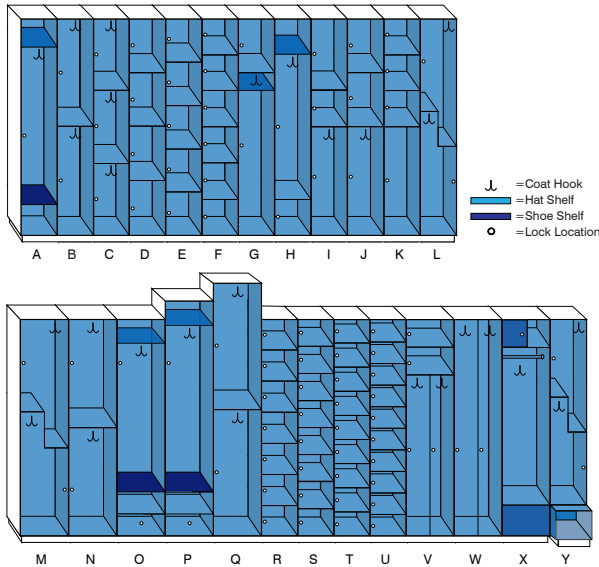 =Coat Hook
=Hat Shelf
=Shoe Shelf
=Lock Location
A B C D E F G H I J K L
M N O P Q R S T U V W X Y